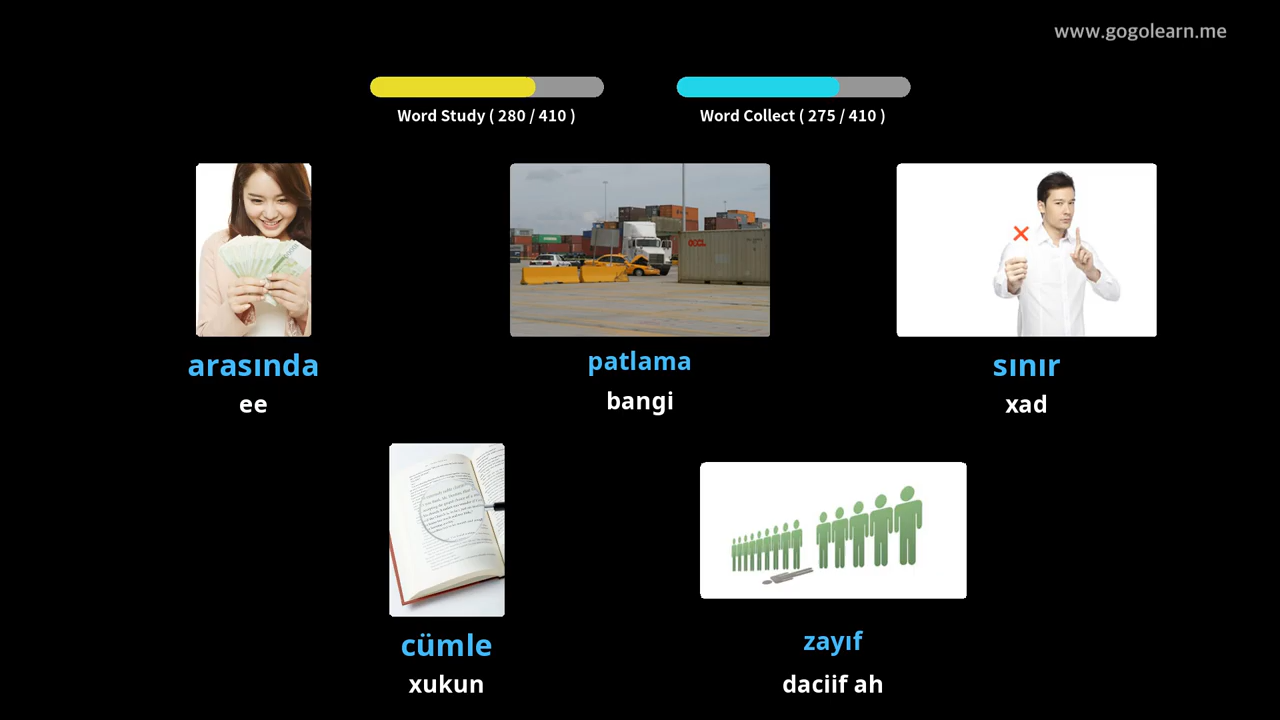 www.gogolearn.me
Word Study ( 280 / 410 )
Word Collect ( 275 / 410 )
arasında
ee
patlama
bangi
sınır
xad
cümle
xukun
zayıf
daciif ah